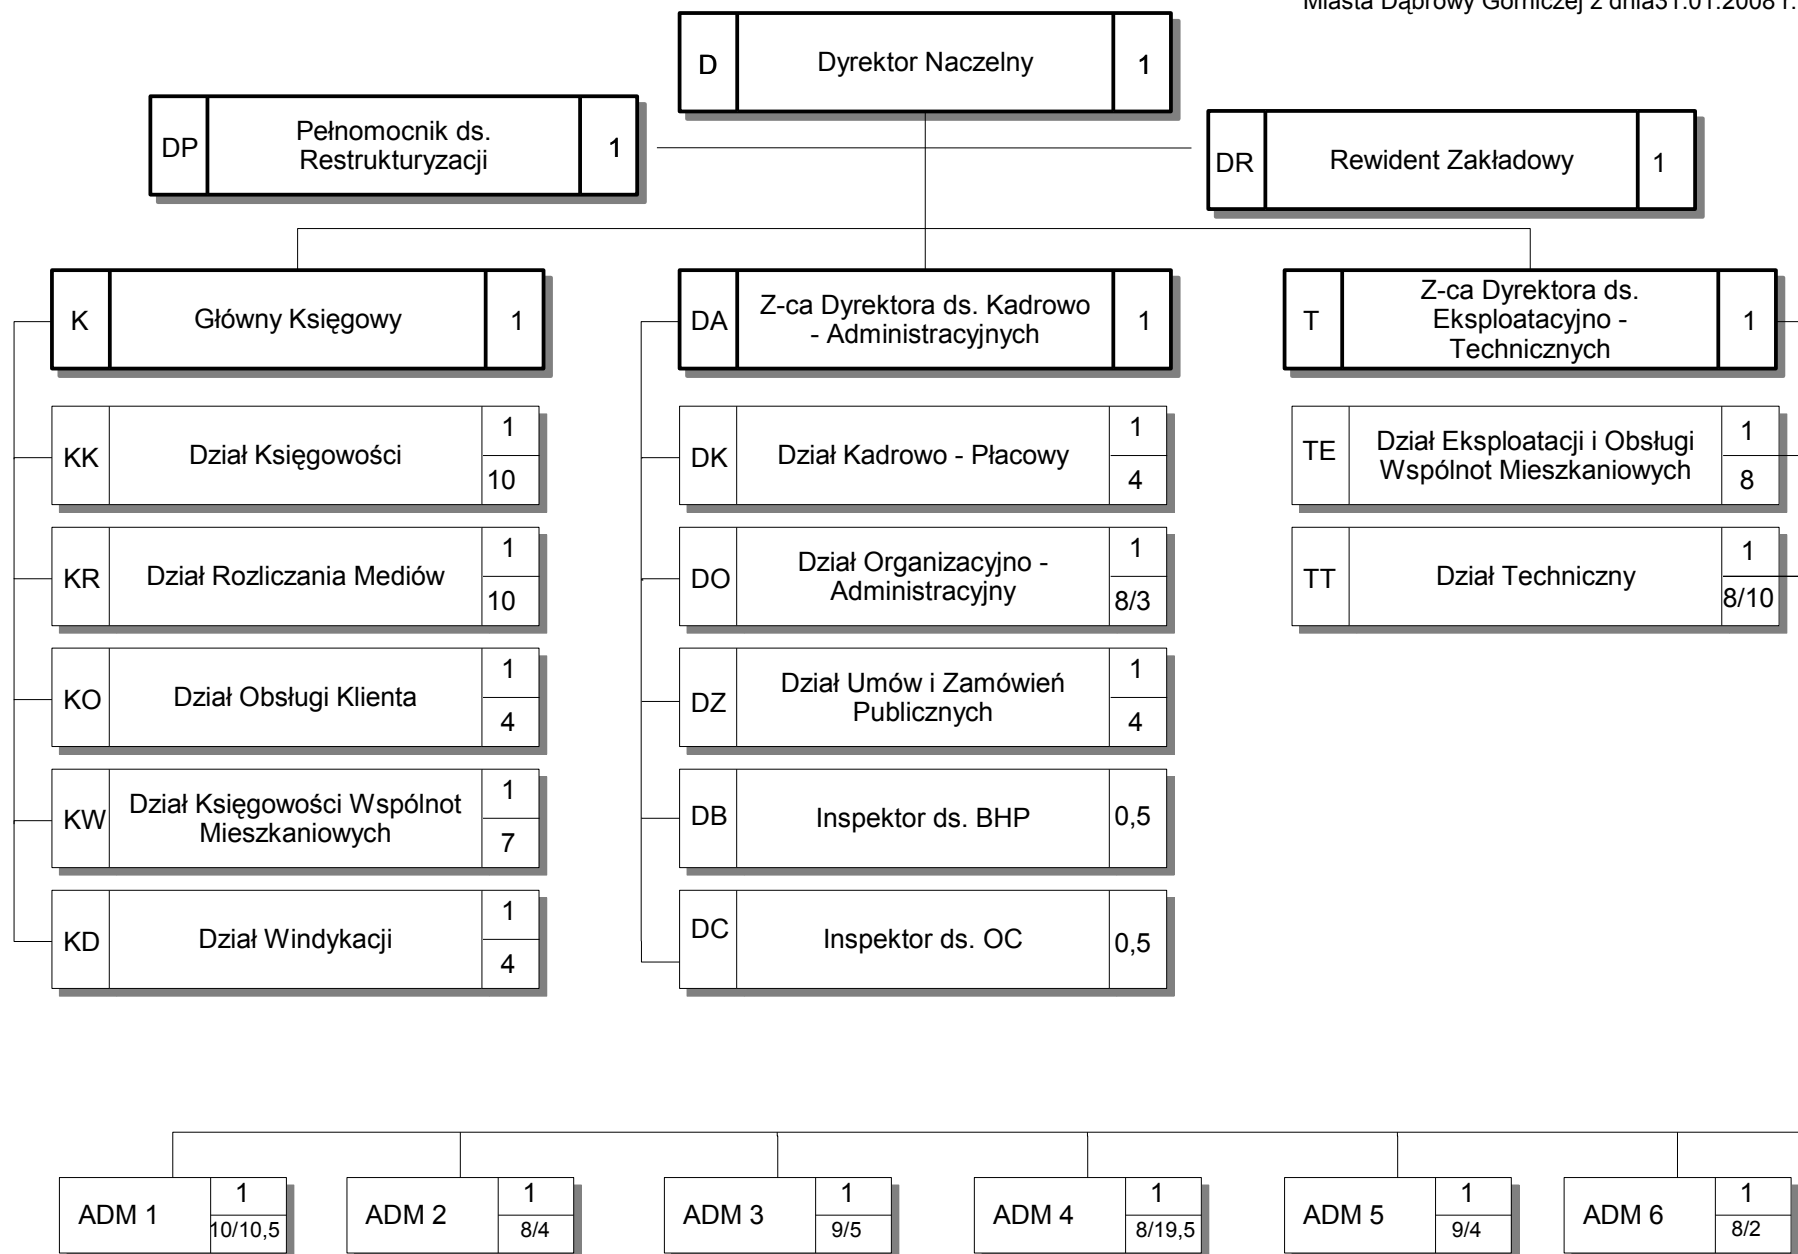 Miasta Dąbrowy Górniczej z dnia31.01.2008 r.
D Dyrektor Naczelny 1
DP Pełnomocnik ds.
Restrukturyzacji 1
DR Rewident Zakładowy 1
K Główny Księgowy 1
DA Z-ca Dyrektora ds. Kadrowo
- Administracyjnych 1
T Z-ca Dyrektora ds.
Eksploatacyjno -
Technicznych 1
KK Dział Księgowości 1
10
DK Dział Kadrowo - Płacowy 1
4
TE Dział Eksploatacji i Obsługi
Wspólnot Mieszkaniowych 1
8
KR Dział Rozliczania Mediów 1
10
DO Dział Organizacyjno -
Administracyjny 1
8/3
TT Dział Techniczny 1
8/10
KO Dział Obsługi Klienta 1
4
DZ Dział Umów i Zamówień
Publicznych 1
4
KW Dział Księgowości Wspólnot
Mieszkaniowych 1
7
DB Inspektor ds. BHP 0,5
KD Dział Windykacji 1
4
DC Inspektor ds. OC 0,5
ADM 1 1
10/10,5
ADM 2 1
8/4
ADM 3 1
9/5
ADM 4 1
8/19,5
ADM 5 1
9/4
ADM 6 1
8/2